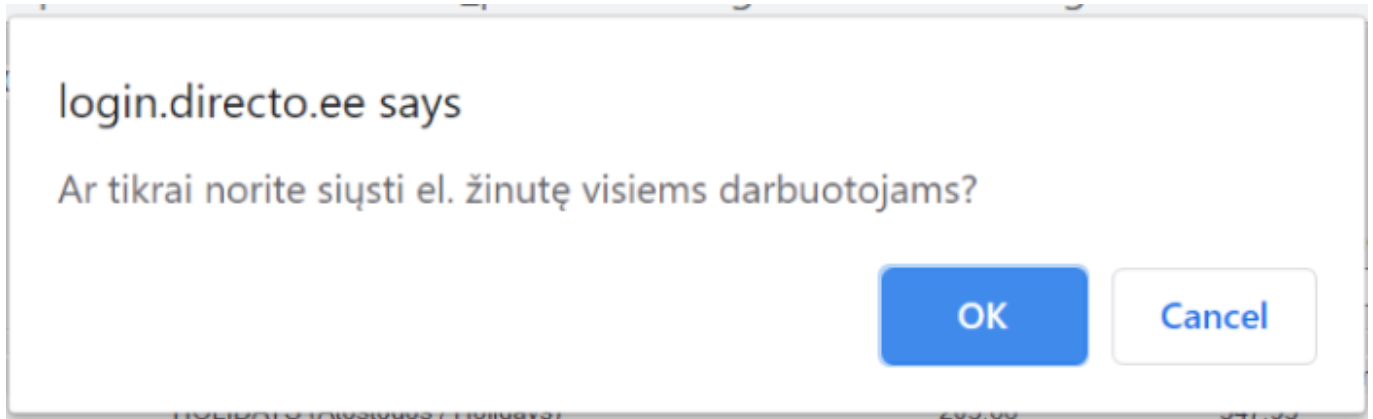 login.directo.ee says
Ar tikrai norite siųsti el. žinutę visiems darbuotojams?
OK Cancel